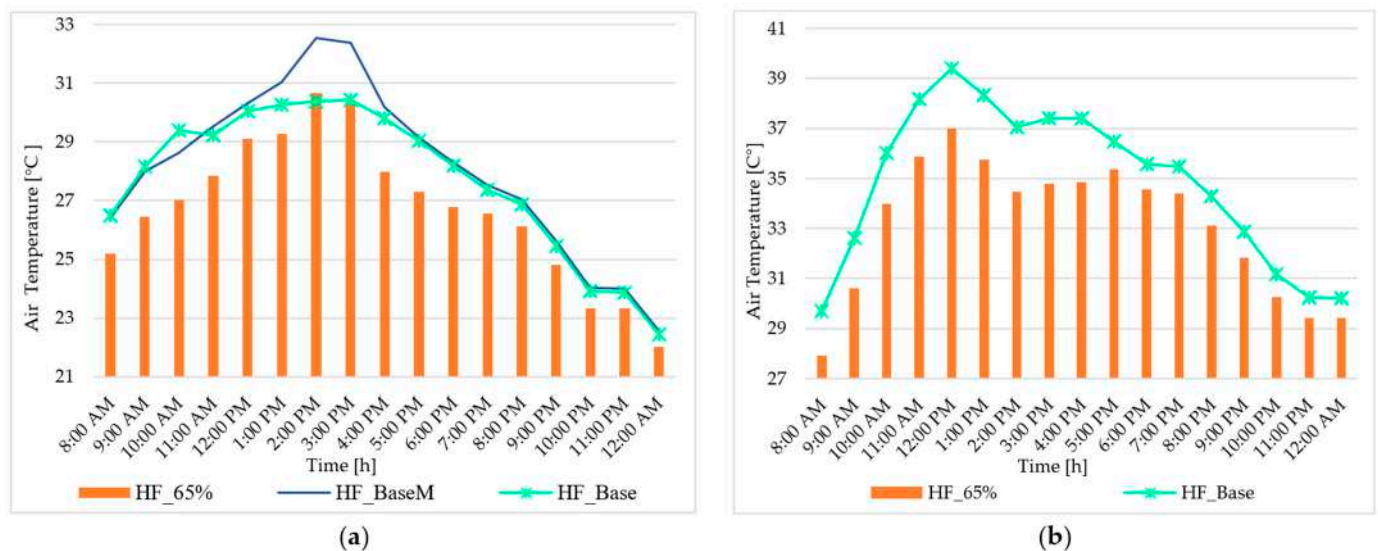 33
31
29
27
25
23
21
Air Temperature [°C ]
8:00 AM
9:00 AM
10:00 AM
11:00 AM
12:00 PM
1:00 PM
2:00 PM
3:00 PM
4:00 PM
5:00 PM
6:00 PM
7:00 PM
8:00 PM
9:00 PM
10:00 PM
11:00 PM
12:00 AM
Time [h]
HF_65% HF_BaseM HF_Base
(a)
41
39
37
35
33
31
29
27
Air Temperature [C°]
8:00 AM
9:00 AM
10:00 AM
11:00 AM
12:00 PM
1:00 PM
2:00 PM
3:00 PM
4:00 PM
5:00 PM
6:00 PM
7:00 PM
8:00 PM
9:00 PM
10:00 PM
11:00 PM
12:00 AM
Time [h]
HF_65% HF_Base
(b)